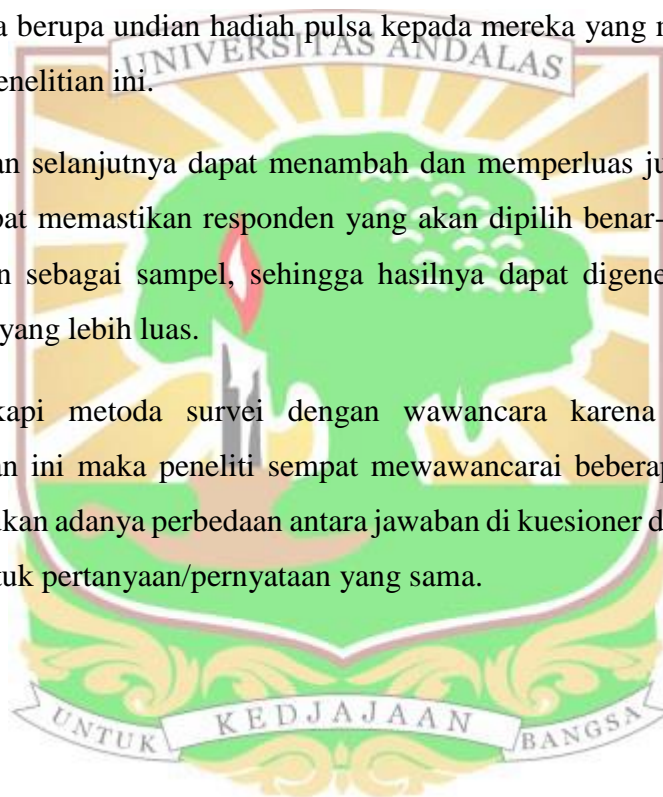 a berupa undian hadiah pulsa kepada mereka yang
UNIVERSITAS ANDALAS
enelitian ini.
an selanjutnya dapat menambah dan memperluas ju
pat memastikan responden yang akan dipilih benar-
n sebagai sampel, sehingga hasilnya dapat digene
yang lebih luas.
kapi metoda survei dengan wawancara karena
an ini maka peneliti sempat mewawancarai beberap
ukan adanya perbedaan antara jawaban di kuesioner d
tuk pertanyaan/pernyataan yang sama.
UNTUK KEDJAJAAN BANGSA